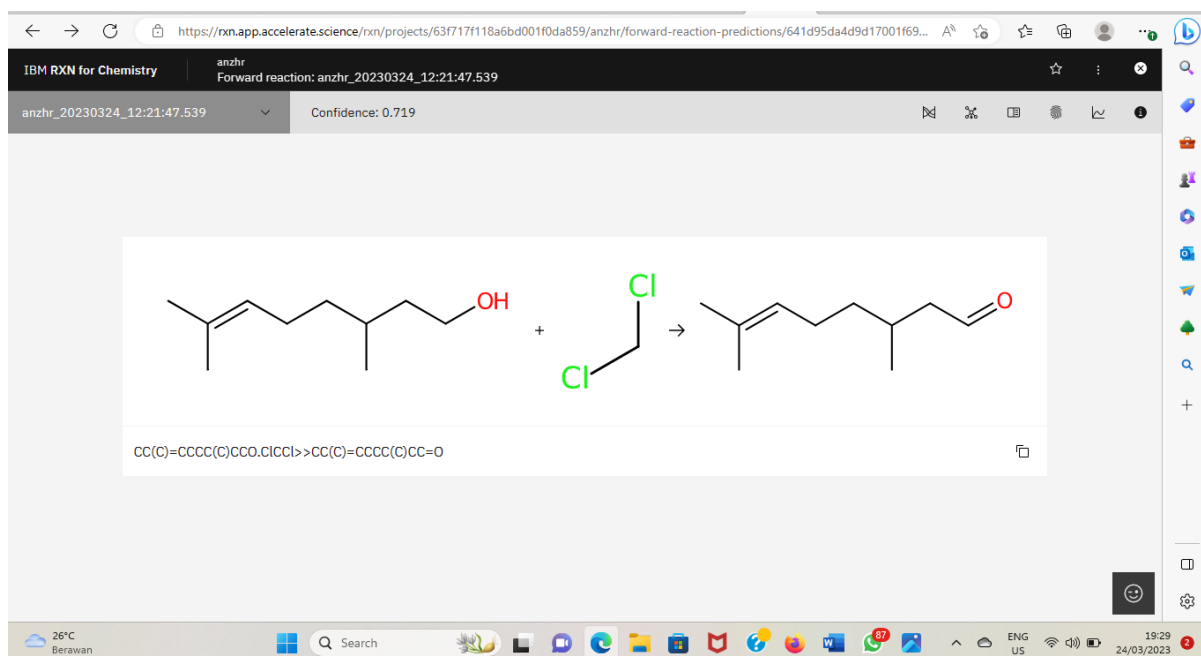 https://rxn.app.accelerate.science/rxn/projects/63f717f118a6bd001f0da859/anzhr/forward-reaction-predictions/641d95da4d9d17001f69...
IBM RXN for Chemistry
anzhr
Forward reaction: anzhr_20230324_12:21:47.539
anzhr_20230324_12:21:47.539
Confidence: 0.719
OH
+
Cl
Cl
O
CC(C)=CCCC(C)CCO.ClCCl>>CC(C)=CCCC(C)CC=O
26°C
Berawan
Search
87
ENG
US
19:29
24/03/2023
2